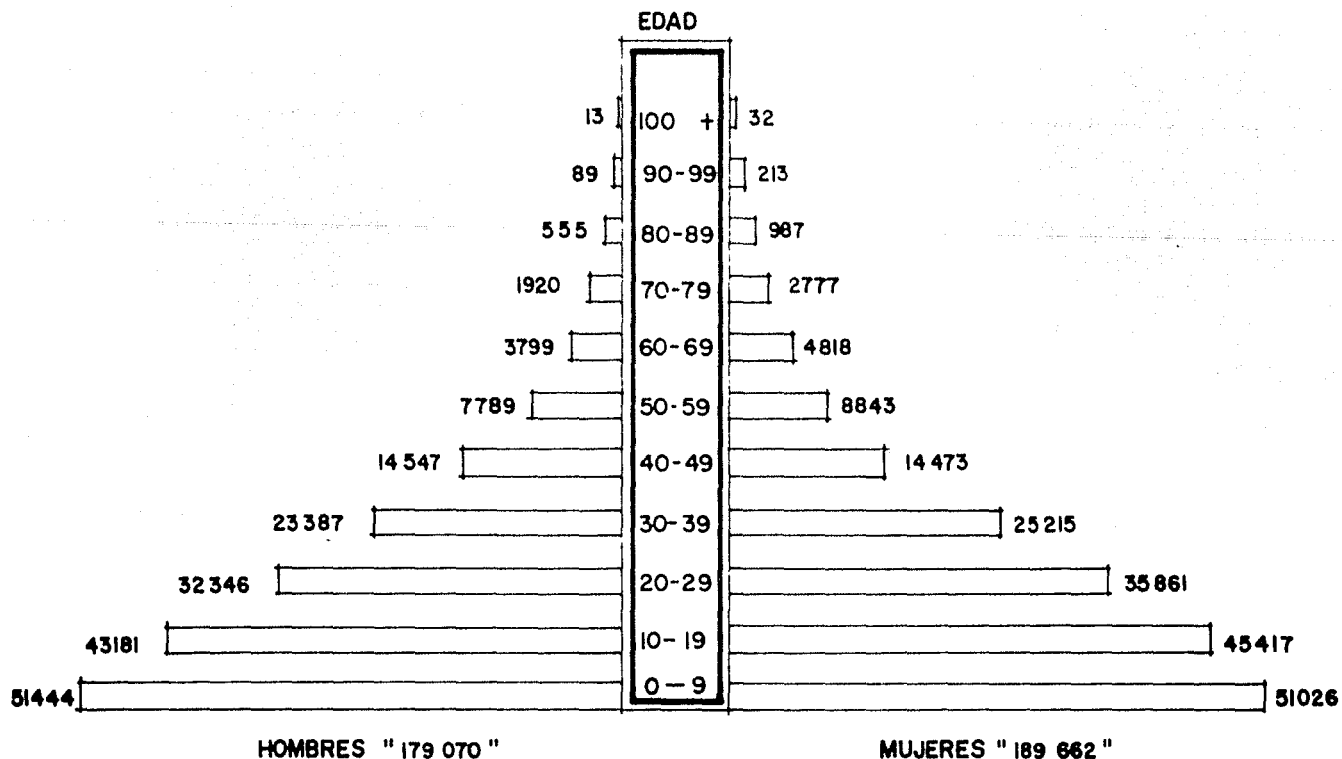 EDAD
13 100 + 32
89 90-99 213
555 80-89 987
1920 70-79 2777
3799 60-69 4818
7789 50-59 8843
14 547 40-49 14 473
23 387 30-39 25 215
32 346 20-29 35 861
43181 10-19 45417
51444 0-9 51026
HOMBRES " 179 070 " MUJERES " 189 662 "